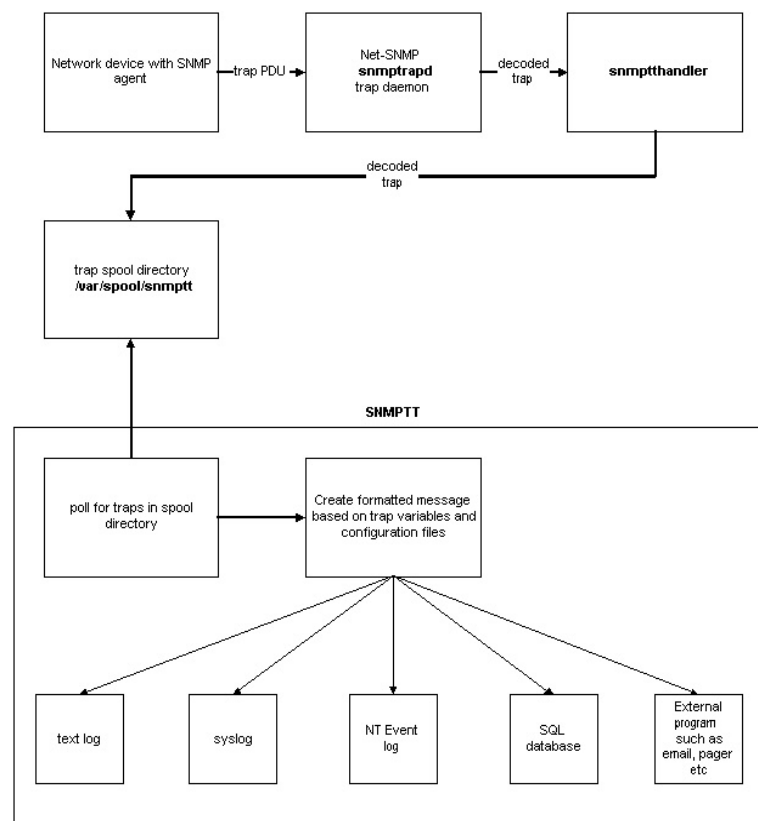 Network device with SNMP
agent
trap PDU
Net-SNMP
snmptrapd
trap daemon
decoded
trap
snmptthandler
decoded
trap
trap spool directory
/var/spool/snmptt
SNMPTT
poll for traps in spool
directory
Create formatted message
based on trap variables and
configuration files
text log
syslog
NT Event
log
SQL
database
External
program
such as
email, pager
etc